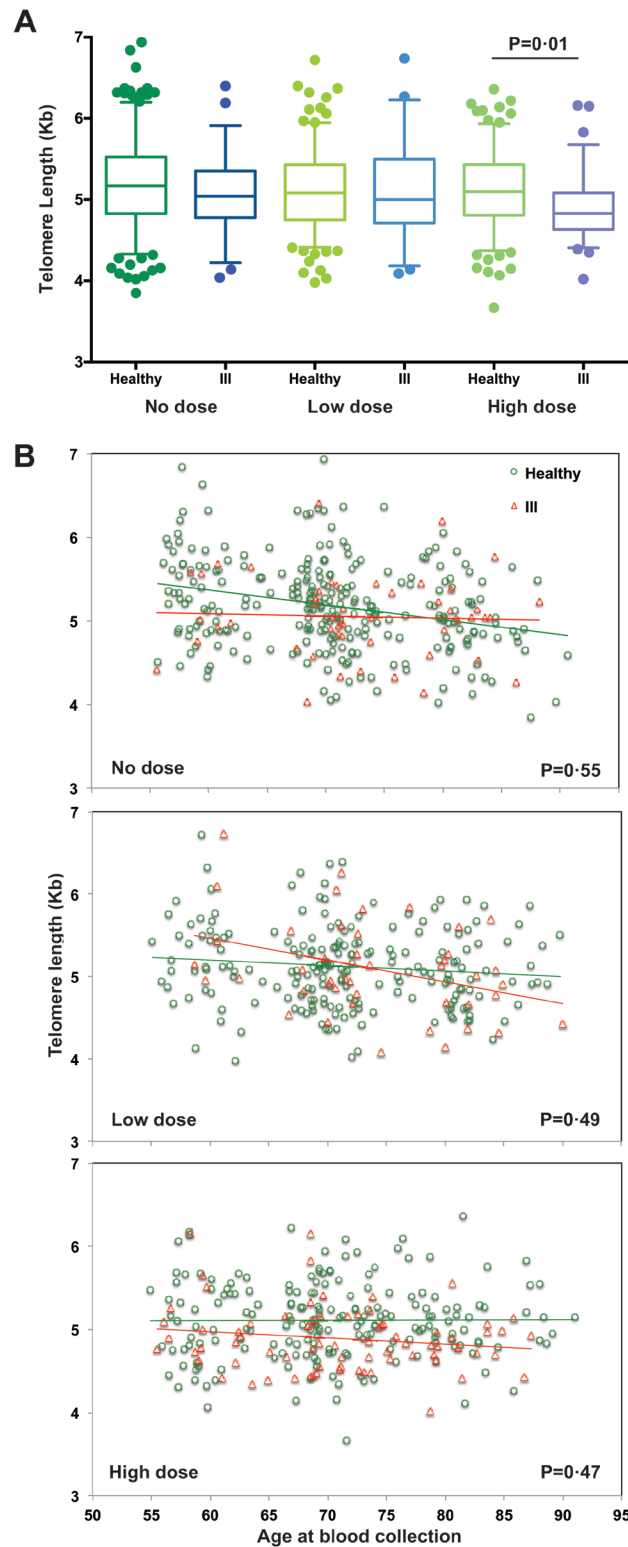 A
P=0·01
Telomere Length (Kb)
7
6
5
4
3
Healthy Ill Healthy Ill Healthy Ill
No dose Low dose High dose
B
7
6
5
4
3
Healthy
Ill
No dose P=0·55
Telomere length (Kb)
7
6
5
4
3
Low dose P=0·49
7
6
5
4
3
High dose P=0·47
50 55 60 65 70 75 80 85 90 95
Age at blood collection